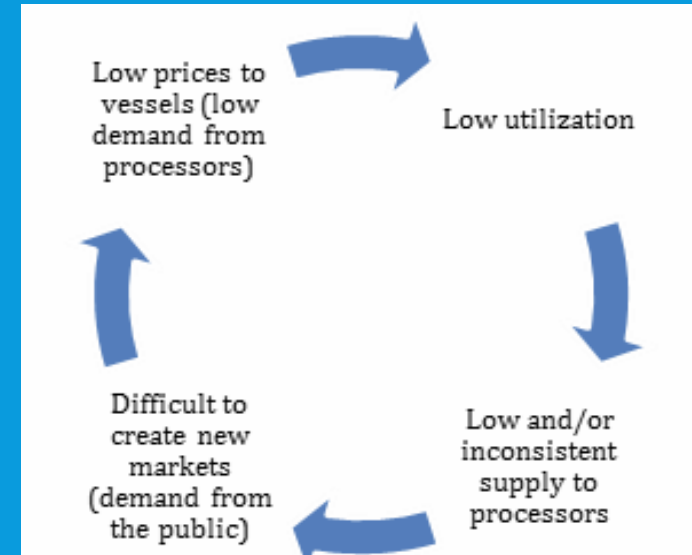 Low prices to
vessels (low
demand from
processors)
Low utilization
Low and/or
inconsistent
supply to
processors
Difficult to
create new
markets
(demand from
the public)